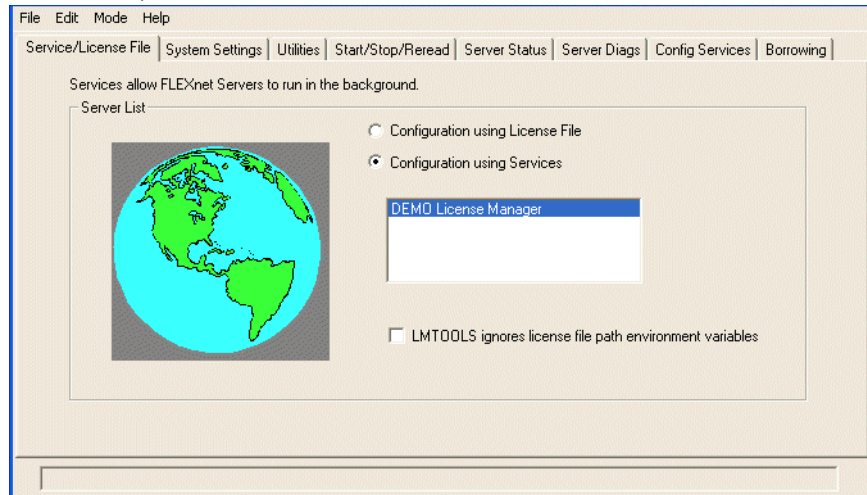 File Edit Mode Help
Service/License File System Settings Utilities Start/Stop/Reread Server Status Server Diags Config Services Borrowing
Services allow FLEXnet Servers to run in the background.
Server List
Configuration using License File
Configuration using Services
DEMO License Manager
LMTOOLS ignores license file path environment variables